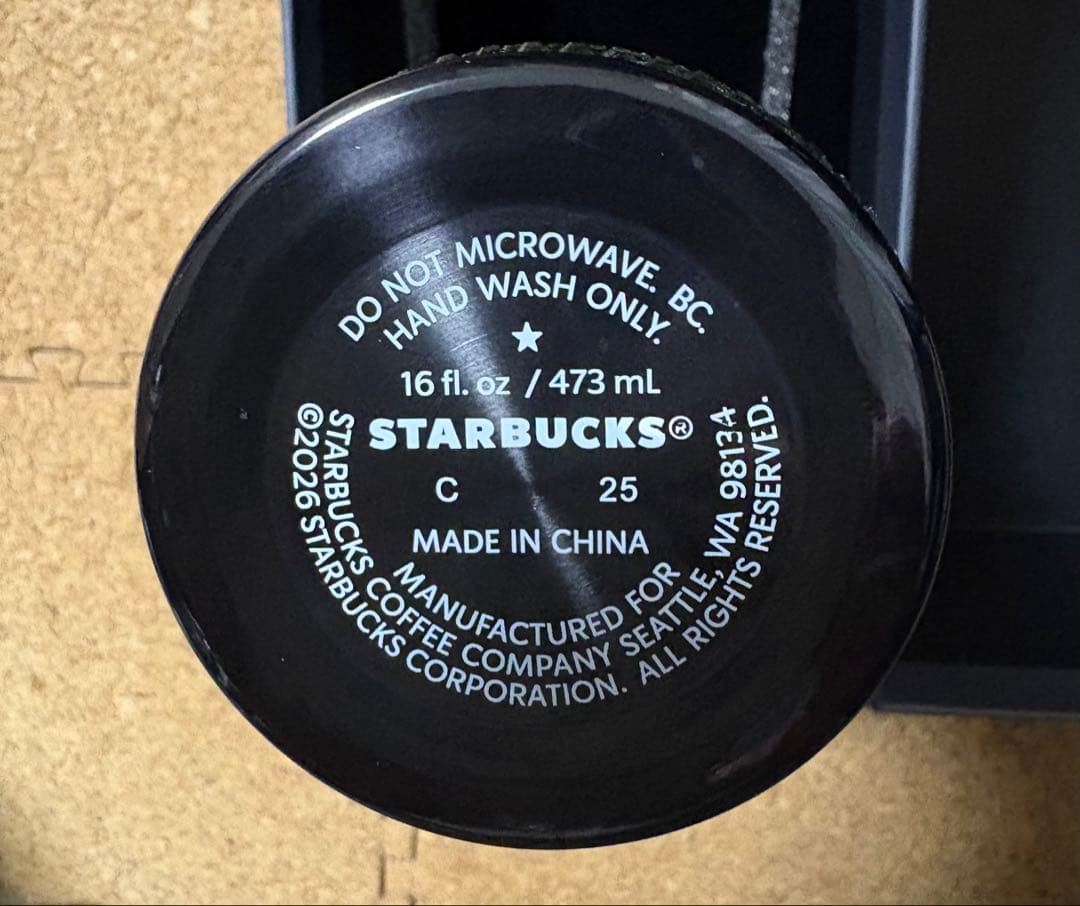 DO NOT MICROWAVE. BC.
HAND WASH ONLY.
16 fl. oz / 473 mL
STARBUCKS®
C 25
MADE IN CHINA
MANUFACTURED FOR
STARBUCKS COFFEE COMPANY SEATTLE, WA 98134
©2026 STARBUCKS CORPORATION. ALL RIGHTS RESERVED.